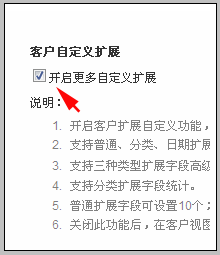 客户自定义扩展
开启更多自定义扩展
说明：
1. 开启客户扩展自定义功能，
2. 支持普通、分类、日期扩展
3. 支持三种类型扩展字段高级
4. 支持分类扩展字段统计。
5. 普通扩展字段可设置10个；
6. 关闭此功能后，在客户视图